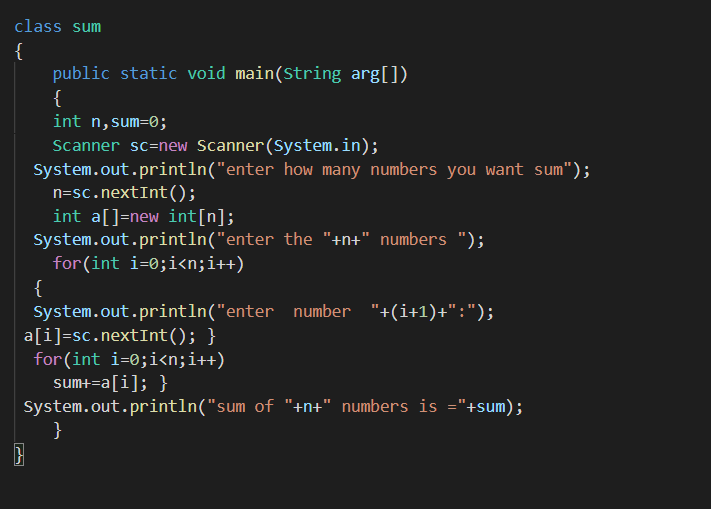 class sum
{
public static void main(String arg[])
{
int n,sum=0;
Scanner sc=new Scanner(System.in);
System.out.println("enter how many numbers you want sum");
n=sc.nextInt();
int a[]=new int[n];
System.out.println("enter the "+n+" numbers ");
for(int i=0;i<n;i++)
{
System.out.println("enter  number  "+(i+1)+":");
a[i]=sc.nextInt(); }
for(int i=0;i<n;i++)
sum+=a[i]; }
System.out.println("sum of "+n+" numbers is ="+sum);
}
}